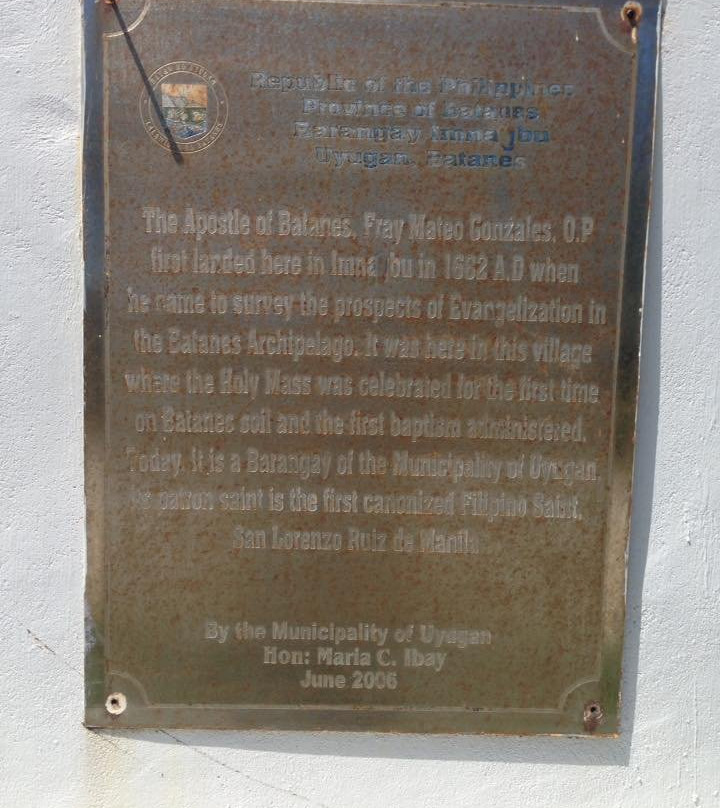 Republic of the Philippines
Province of Batanes
Barangay Imnajbu
Uyugan, Batanes
The Apostle of Batanes, Fray Mateo Gonzales, O.P
first landed here in Imnajbu in 1682 A.D when
he came to survey the prospects of Evangelization in
the Batanes Archipelago. It was here in this village
where the Holy Mass was celebrated for the first time
on Batanes soil and the first baptism administered.
Today, it is a Barangay of the Municipality of Uyugan.
Its patron saint is the first canonized Filipino Saint,
San Lorenzo Ruiz de Manila
By the Municipality of Uyugan
Hon: Maria C. Ibay
June 2006